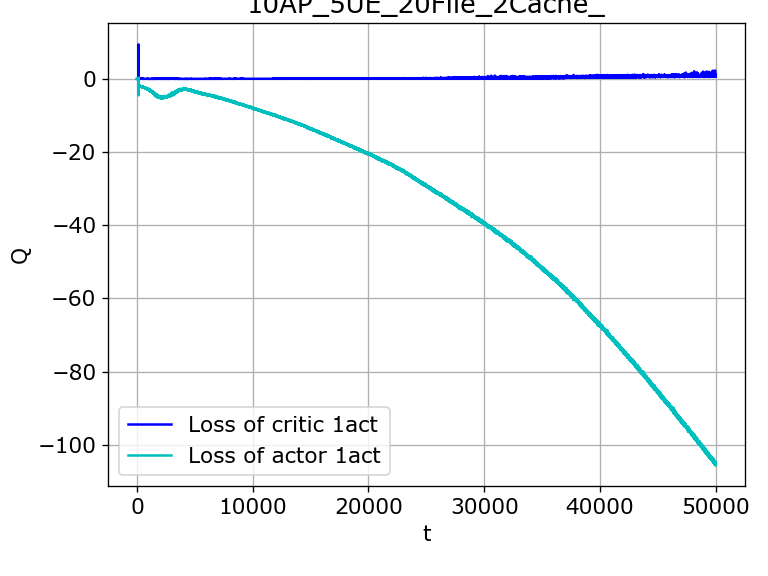 10AP_5UE_20File_2Cache_
0
−20
−40
−60
−80
−100
Q
Loss of critic 1act
Loss of actor 1act
0 10000 20000 30000 40000 50000
t